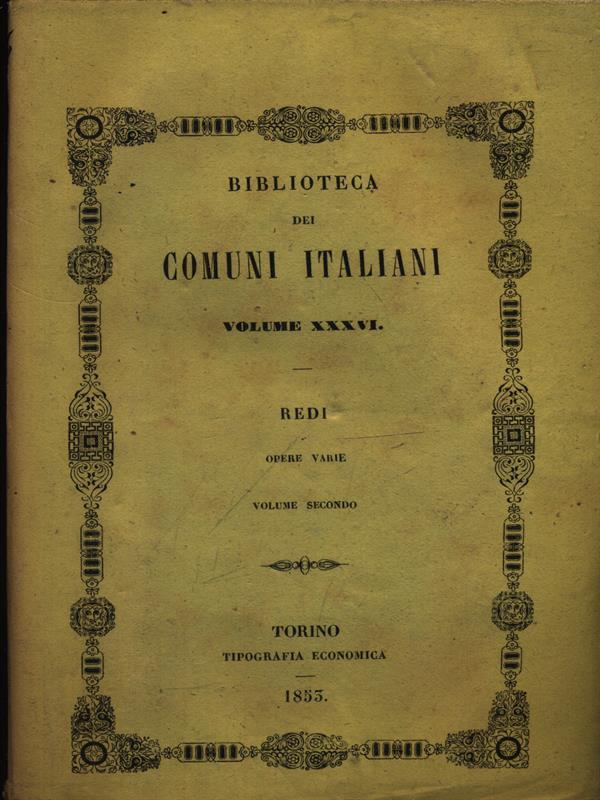 BIBLIOTECA
DEI
COMUNI ITALIANI
VOLUME XXXVI.
REDI
OPERE VARIE
VOLUME SECONDO
TORINO
TIPOGRAFIA ECONOMICA
1853.